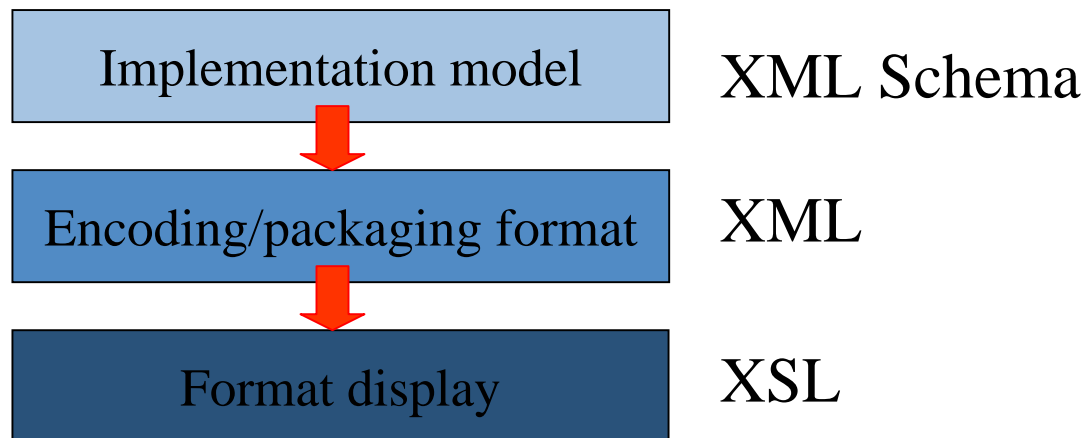 Implementation model
XML Schema
Encoding/packaging format
XML
Format display
XSL